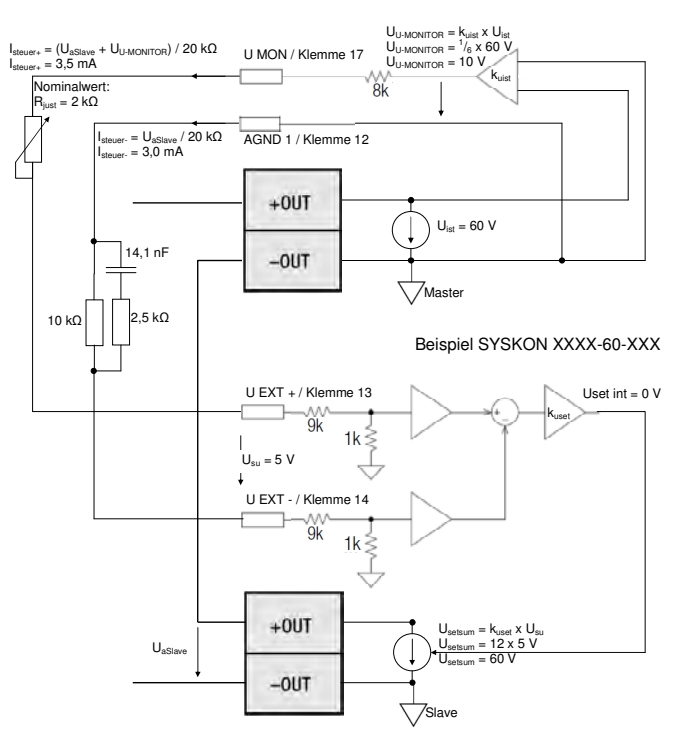 I steuer+ = (UaSlave + UU-MONITOR) / 20 kΩ
I steuer+ = 3,5 mA
Nominalwert:
Rjust = 2 kΩ
U MON / Klemme 17
UU-MONITOR = kuist x Uist
UU-MONITOR = 1/6 x 60 V
UU-MONITOR = 10 V
kuist
8k
Isteuer- = UaSlave / 20 kΩ
Isteuer- = 3,0 mA
AGND 1 / Klemme 12
+OUT
-OUT
Uist = 60 V
Master
14,1 nF
10 kΩ
2,5 kΩ
Beispiel SYSKON XXXX-60-XXX
U EXT + / Klemme 13
9k
1k
+
-
kuset
Uset int = 0 V
Usu = 5 V
U EXT - / Klemme 14
9k
1k
+OUT
-OUT
UaSlave
Usetsum = kuset x Usu
Usetsum = 12 x 5 V
Usetsum = 60 V
Slave